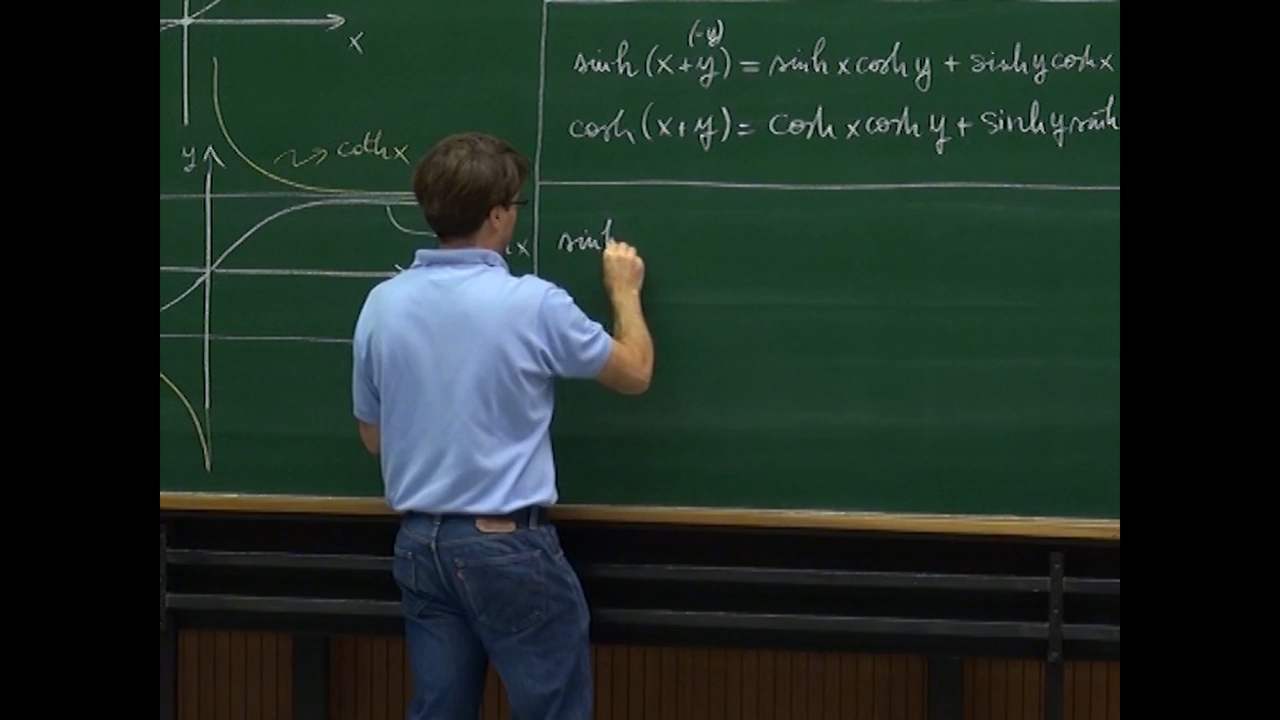 x
y
coth x
x
(-y)
sinh (x+y) = sinh x cosh y + sinh y cosh x
cosh (x+y) = cosh x cosh y + sinh y sinh
sinh